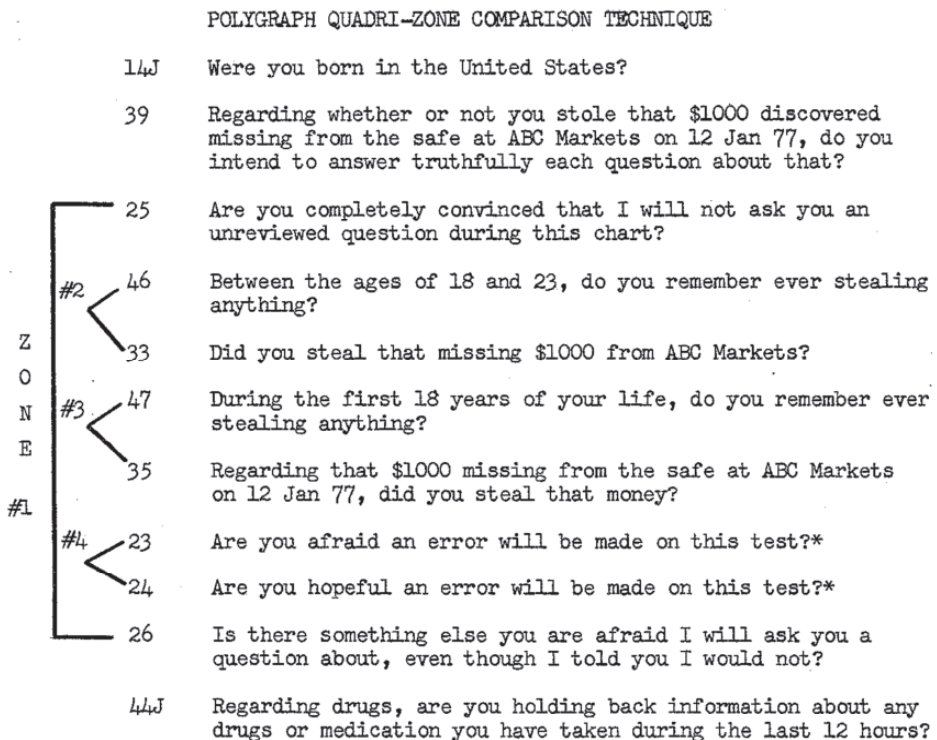 POLYGRAPH QUADRI-ZONE COMPARISON TECHNIQUE
14J Were you born in the United States?
39 Regarding whether or not you stole that $1000 discovered
missing from the safe at ABC Markets on 12 Jan 77, do you
intend to answer truthfully each question about that?
25 Are you completely convinced that I will not ask you an
unreviewed question during this chart?
#2 46 Between the ages of 18 and 23, do you remember ever stealing
anything?
33 Did you steal that missing $1000 from ABC Markets?
ZONE #1
#3 47 During the first 18 years of your life, do you remember ever
stealing anything?
35 Regarding that $1000 missing from the safe at ABC Markets
on 12 Jan 77, did you steal that money?
#4 23 Are you afraid an error will be made on this test?*
24 Are you hopeful an error will be made on this test?*
26 Is there something else you are afraid I will ask you a
question about, even though I told you I would not?
44J Regarding drugs, are you holding back information about any
drugs or medication you have taken during the last 12 hours?